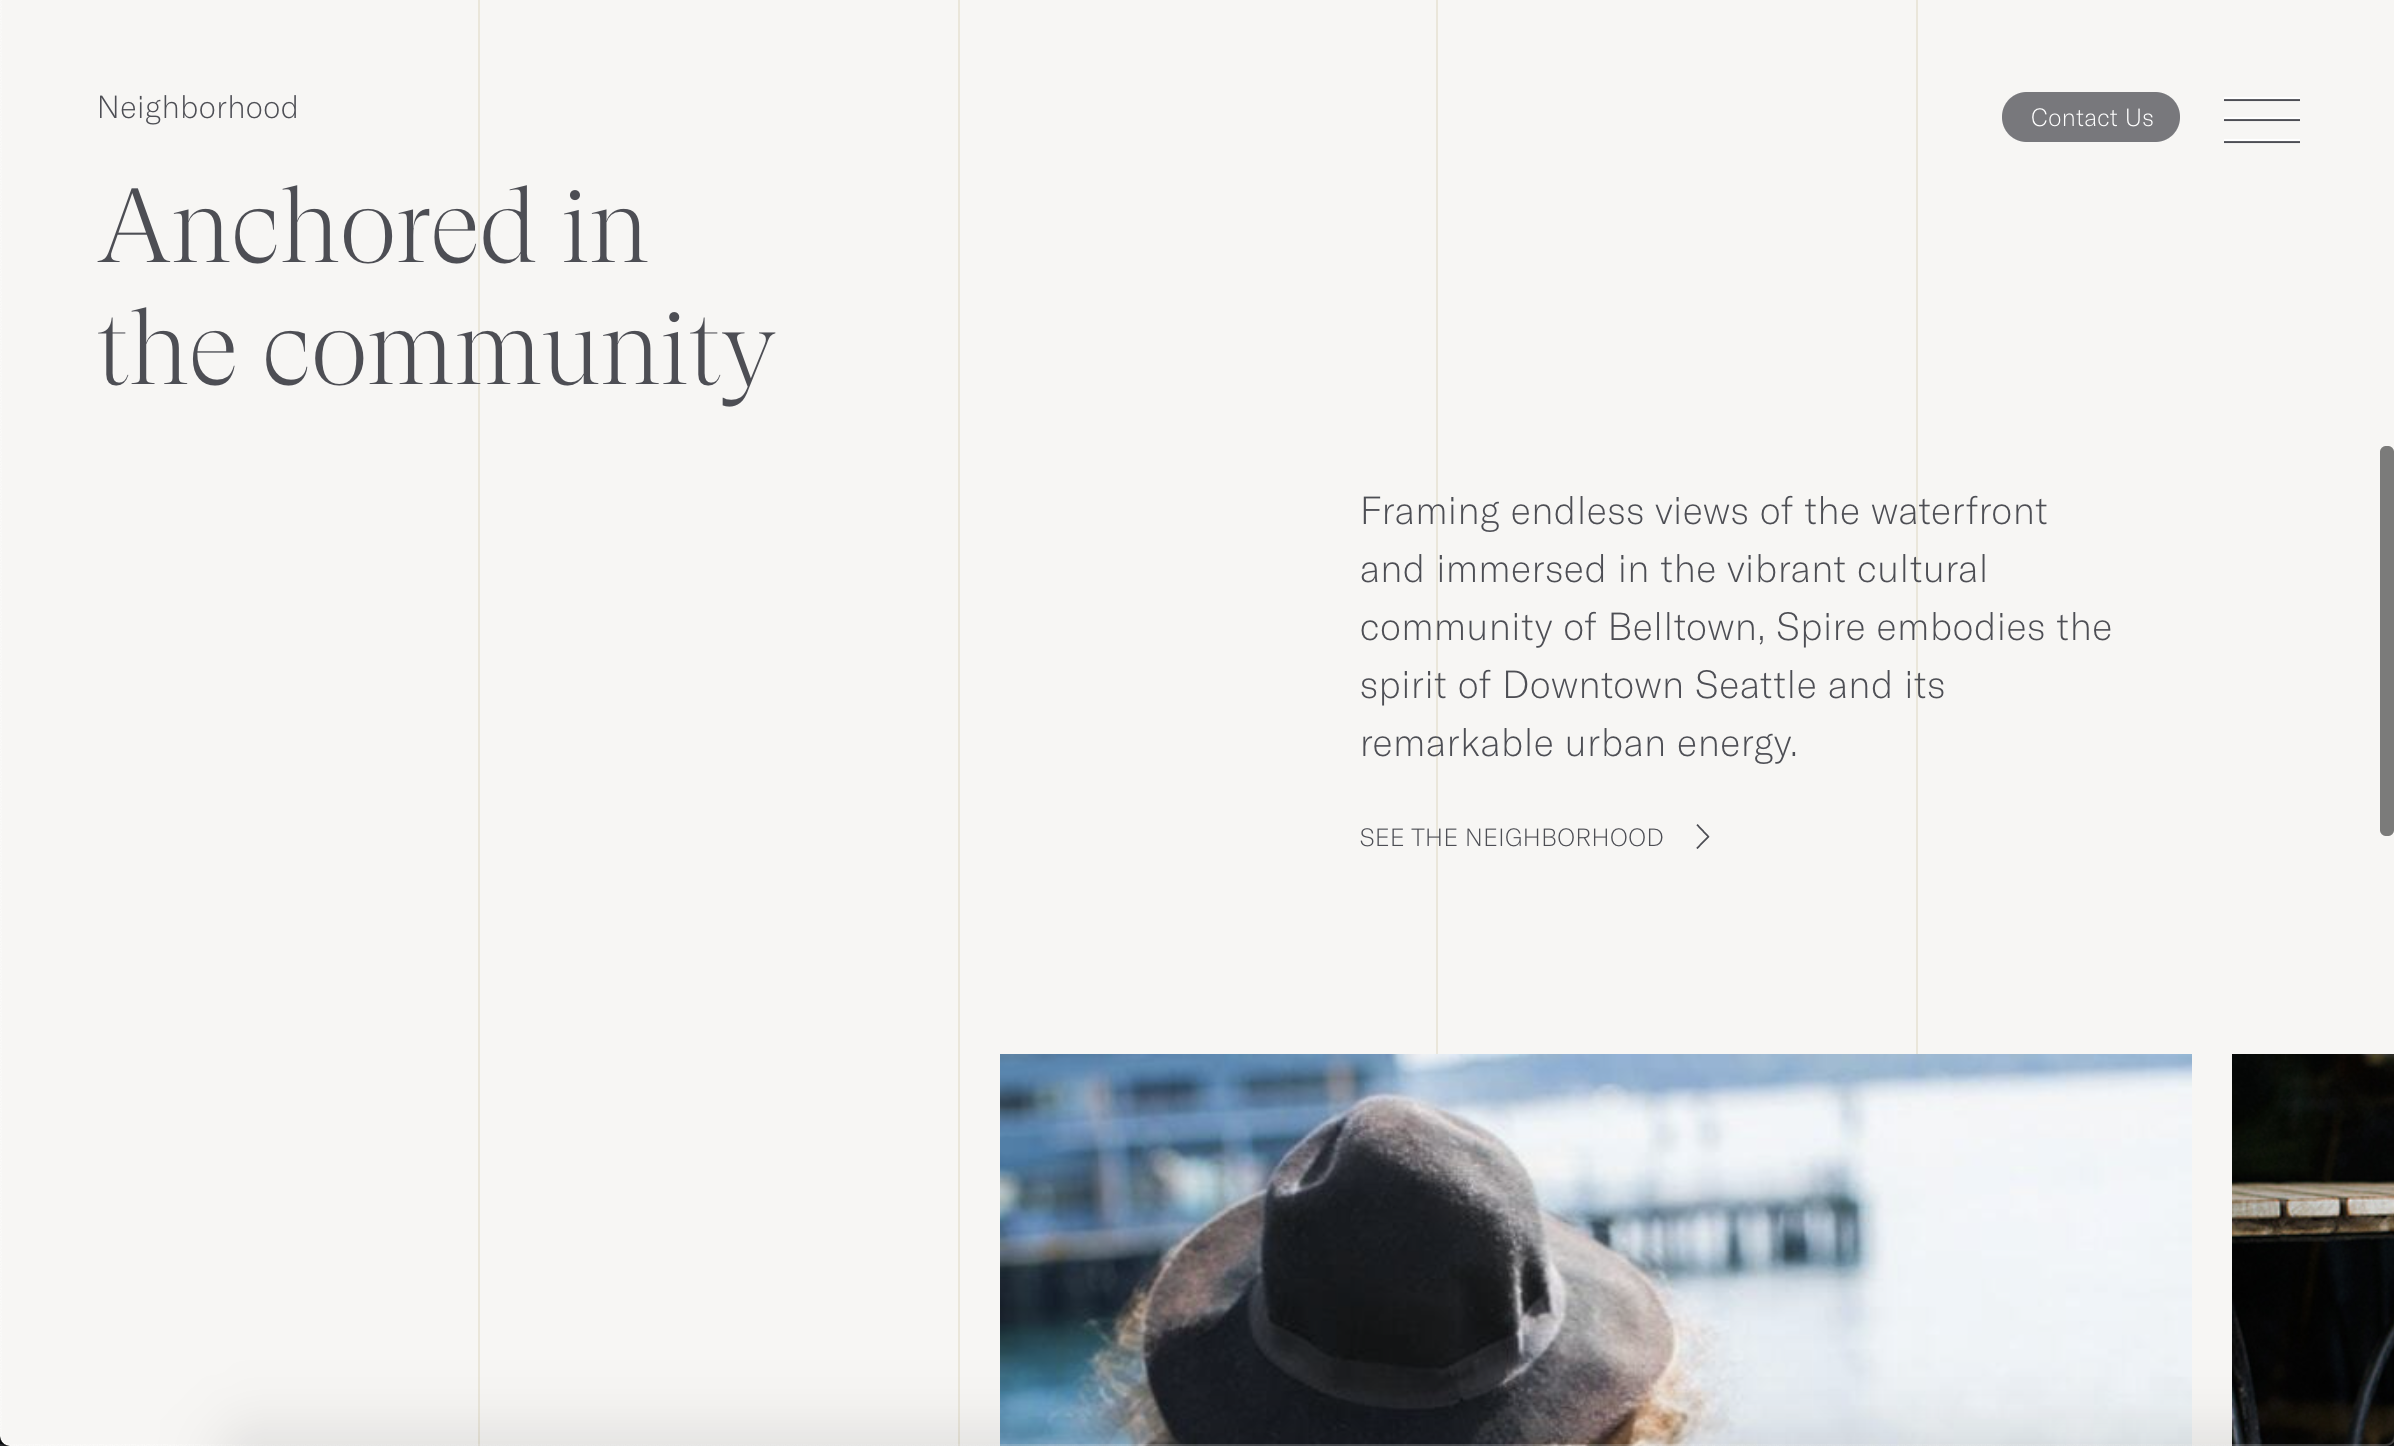 Neighborhood
Contact Us
Anchored in
the community
Framing endless views of the waterfront
and immersed in the vibrant cultural
community of Belltown, Spire embodies the
spirit of Downtown Seattle and its
remarkable urban energy.
SEE THE NEIGHBORHOOD